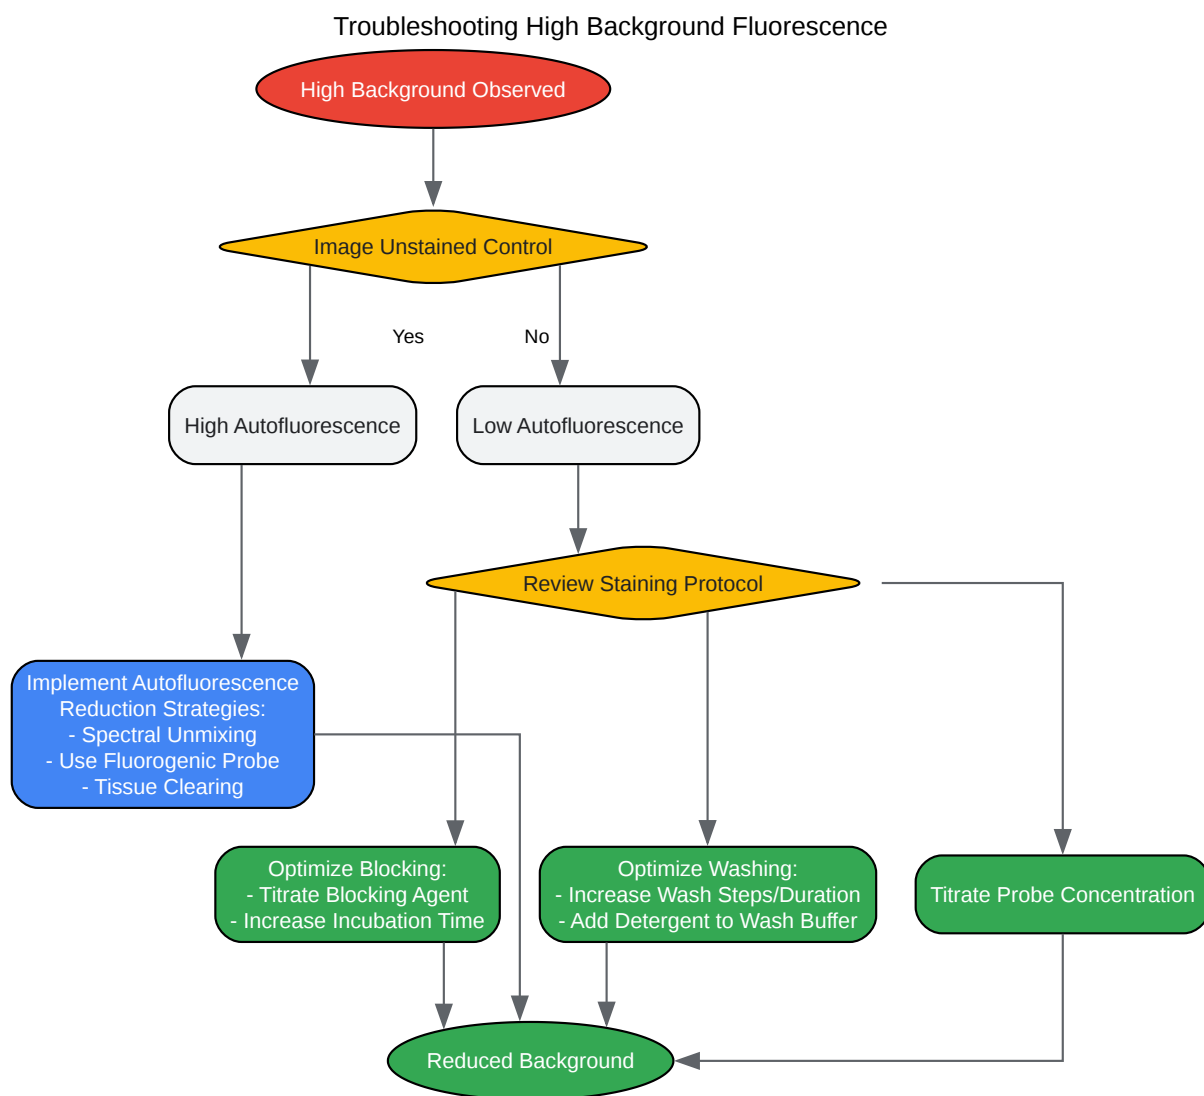 Troubleshooting High Background Fluorescence
High Background Observed
Image Unstained Control
Yes
No
High Autofluorescence
Low Autofluorescence
Review Staining Protocol
Implement Autofluorescence
Reduction Strategies:
- Spectral Unmixing
- Use Fluorogenic Probe
- Tissue Clearing
Optimize Blocking:
- Titrate Blocking Agent
- Increase Incubation Time
Optimize Washing:
- Increase Wash Steps/Duration
- Add Detergent to Wash Buffer
Titrate Probe Concentration
Reduced Background